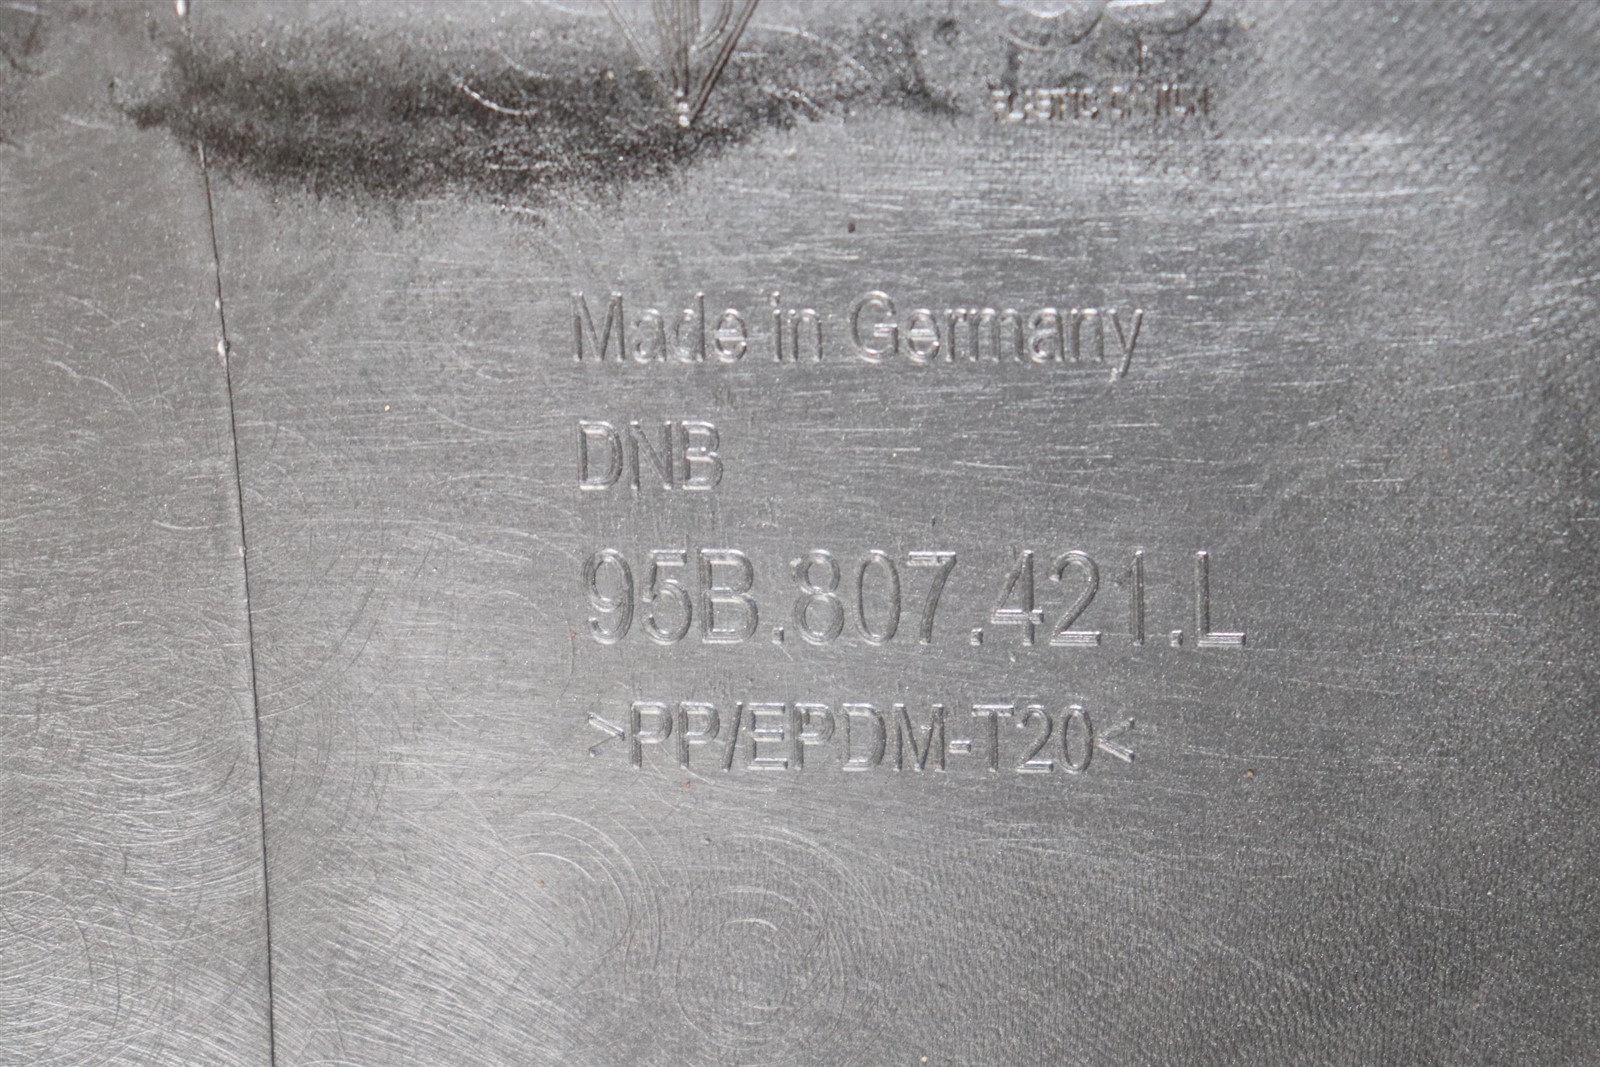 Made in Germany
DNB
95B.807.421.L
>PP/EPDM-T20<